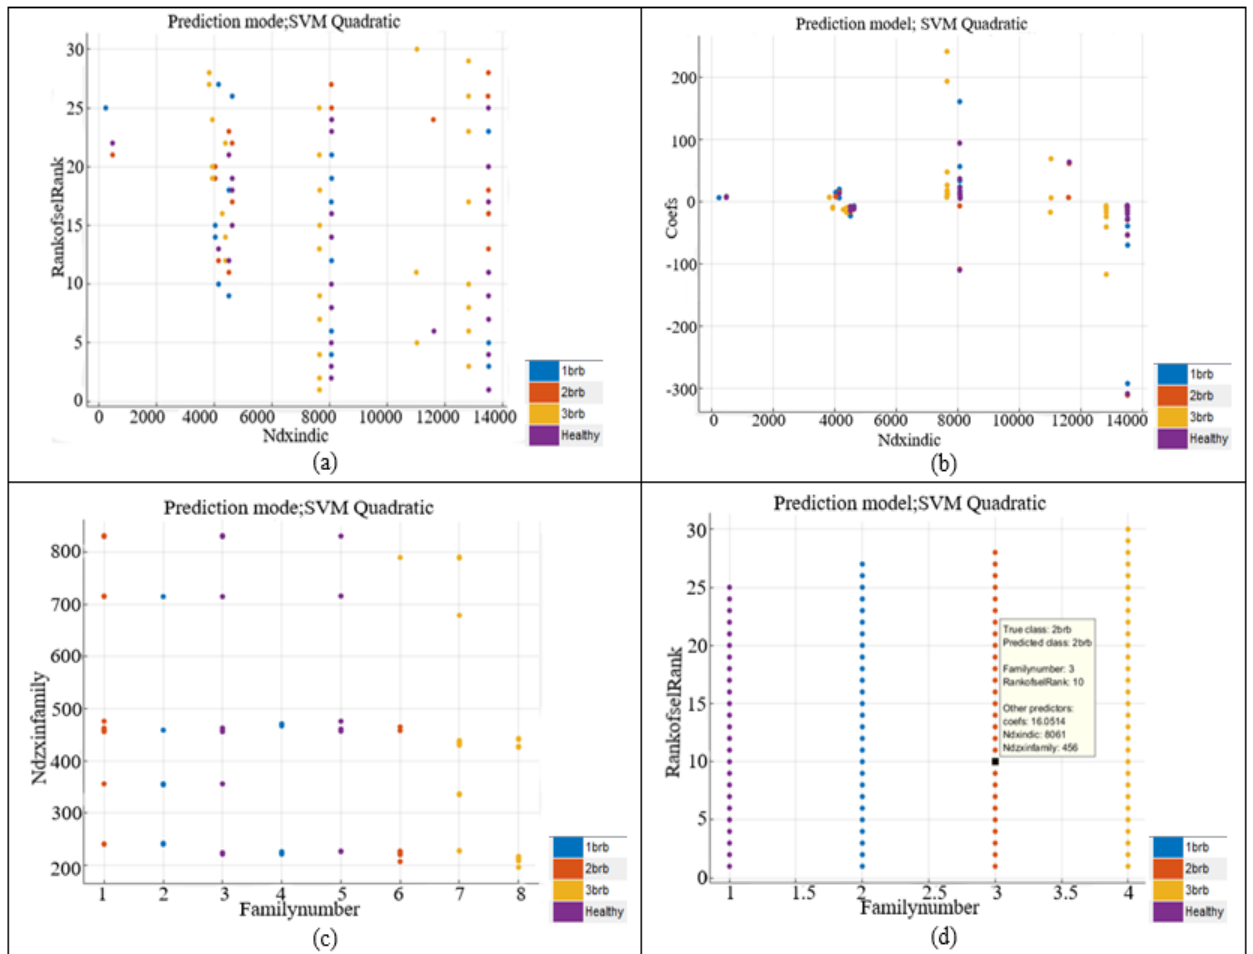 Prediction mode;SVM Quadratic
RankofselRank
30
25
20
15
10
5
0
0 2000 4000 6000 8000 10000 12000 14000
Ndxindic
1brb
2brb
3brb
Healthy
(a)
Prediction model; SVM Quadratic
Coefs
200
100
0
-100
-200
-300
0 2000 4000 6000 8000 10000 12000 14000
Ndxindic
1brb
2brb
3brb
Healthy
(b)
Prediction mode;SVM Quadratic
Ndzxinfamily
800
700
600
500
400
300
200
1 2 3 4 5 6 7 8
Familynumber
1brb
2brb
3brb
Healthy
(c)
Prediction model;SVM Quadratic
RankofselRank
30
25
20
15
10
5
0
True class: 2brb
Predicted class: 2brb
Familynumber: 3
RankofselRank: 10
Other predictors:
coefs: 16.0514
Ndxindic: 8061
Ndzxinfamily: 456
1 1.5 2 2.5 3 3.5 4
Familynumber
1brb
2brb
3brb
Healthy
(d)